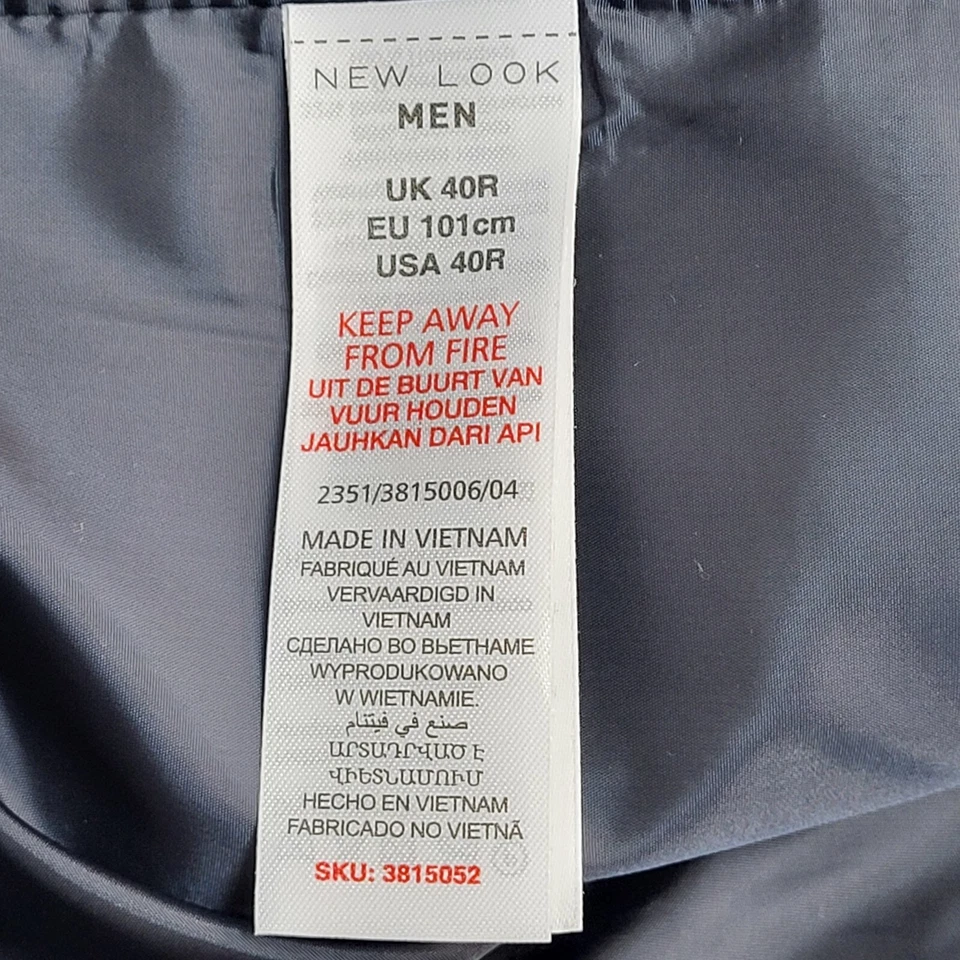 NEW LOOK
MEN
UK 40R
EU 101cm
USA 40R
KEEP AWAY
FROM FIRE
UIT DE BUURT VAN
VUUR HOUDEN
JAUHKAN DARI API
2351/3815006/04
MADE IN VIETNAM
FABRIQUÉ AU VIETNAM
VERVAARDIGD IN
VIETNAM
СДЕЛАНО ВО ВЬЕТНАМЕ
WYPRODUKOWANO
W WIETNAMIE.
صنع في فيتنام
ԱՐՏԱԴՐՎԱԾ Է
ՎԻԵՏՆԱՄՈՒՄ
HECHO EN VIETNAM
FABRICADO NO VIETNÃ
SKU: 3815052